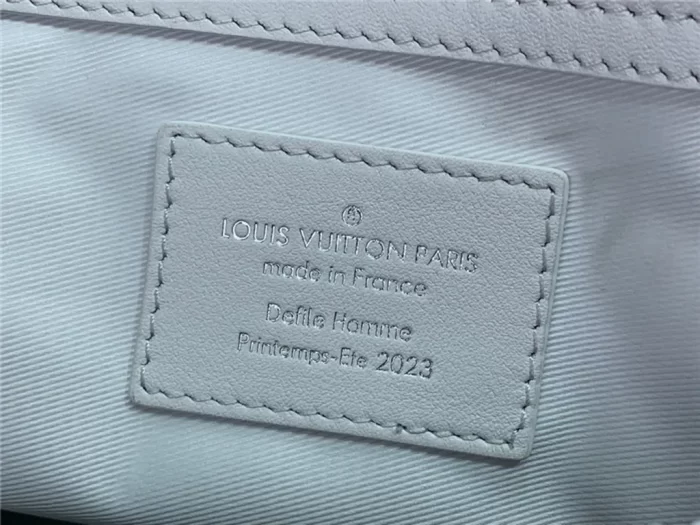 LOUIS VUITTON PARIS
made in France
Defile Homme
Printemps-Ete 2023